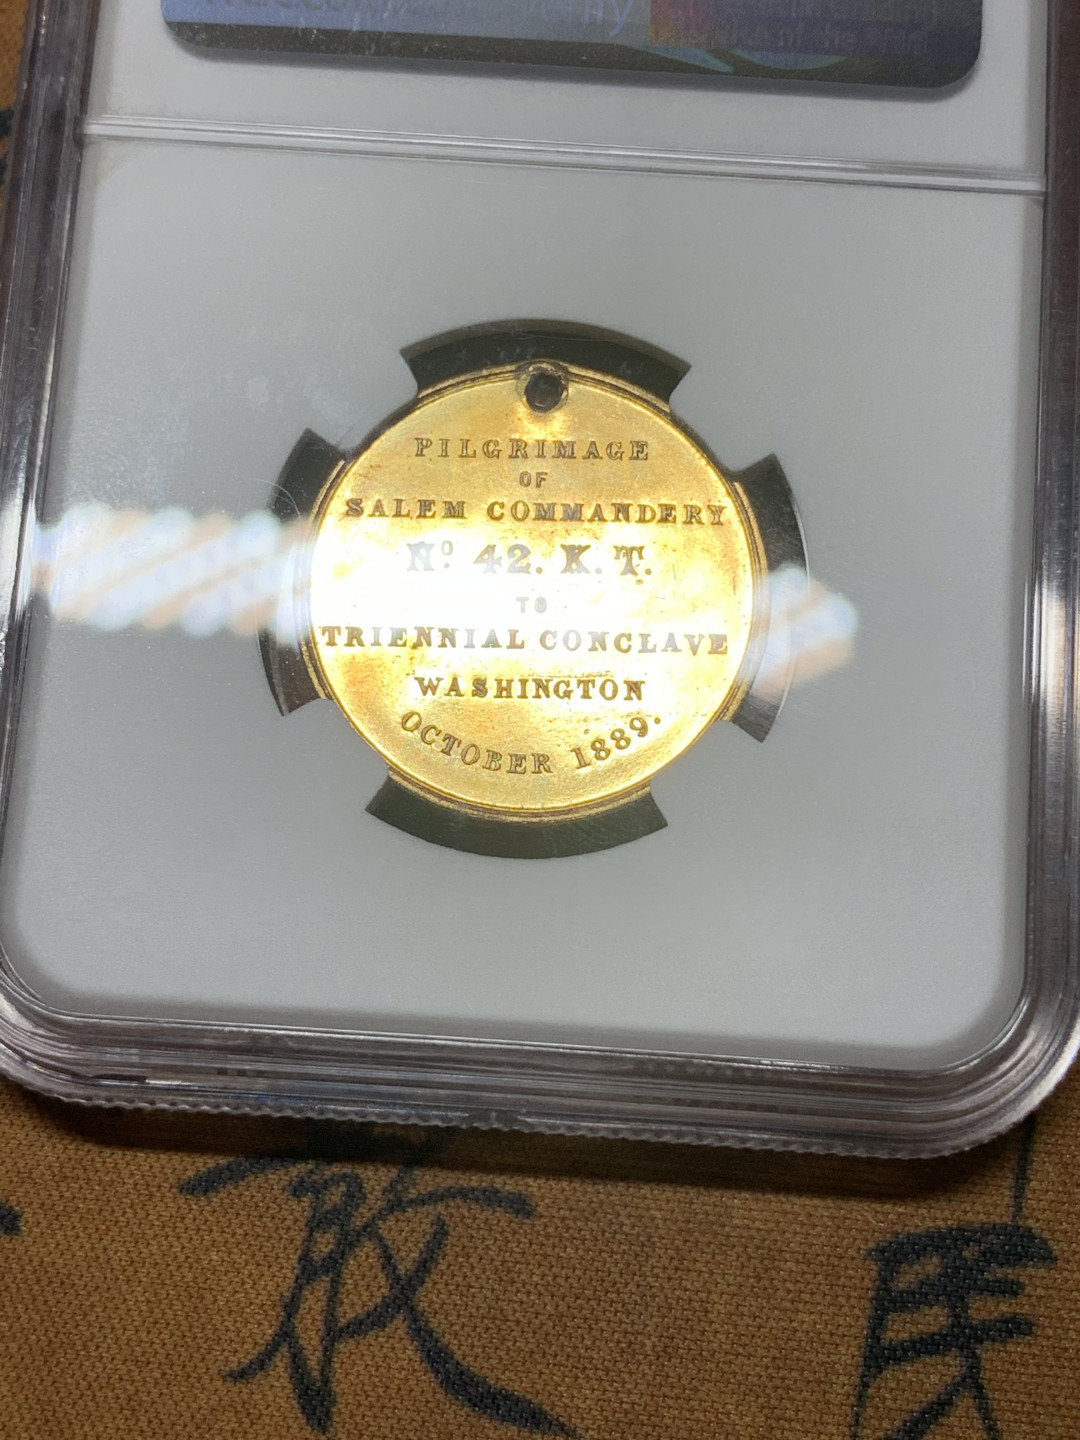 PILGRIMAGE
OF
SALEM COMMANDERY
Nº 42. K. T.
TO
TRIENNIAL CONCLAVE
WASHINGTON
OCTOBER 1889.